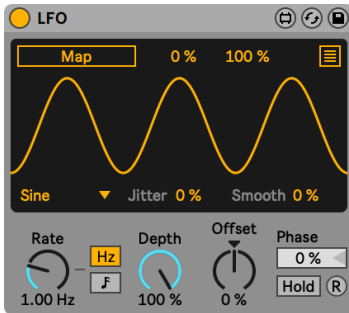 LFO
Map 0 % 100 %
Sine Jitter 0 % Smooth 0 %
Rate Hz Depth Offset Phase
0 %
1.00 Hz 100 % 0 % Hold R